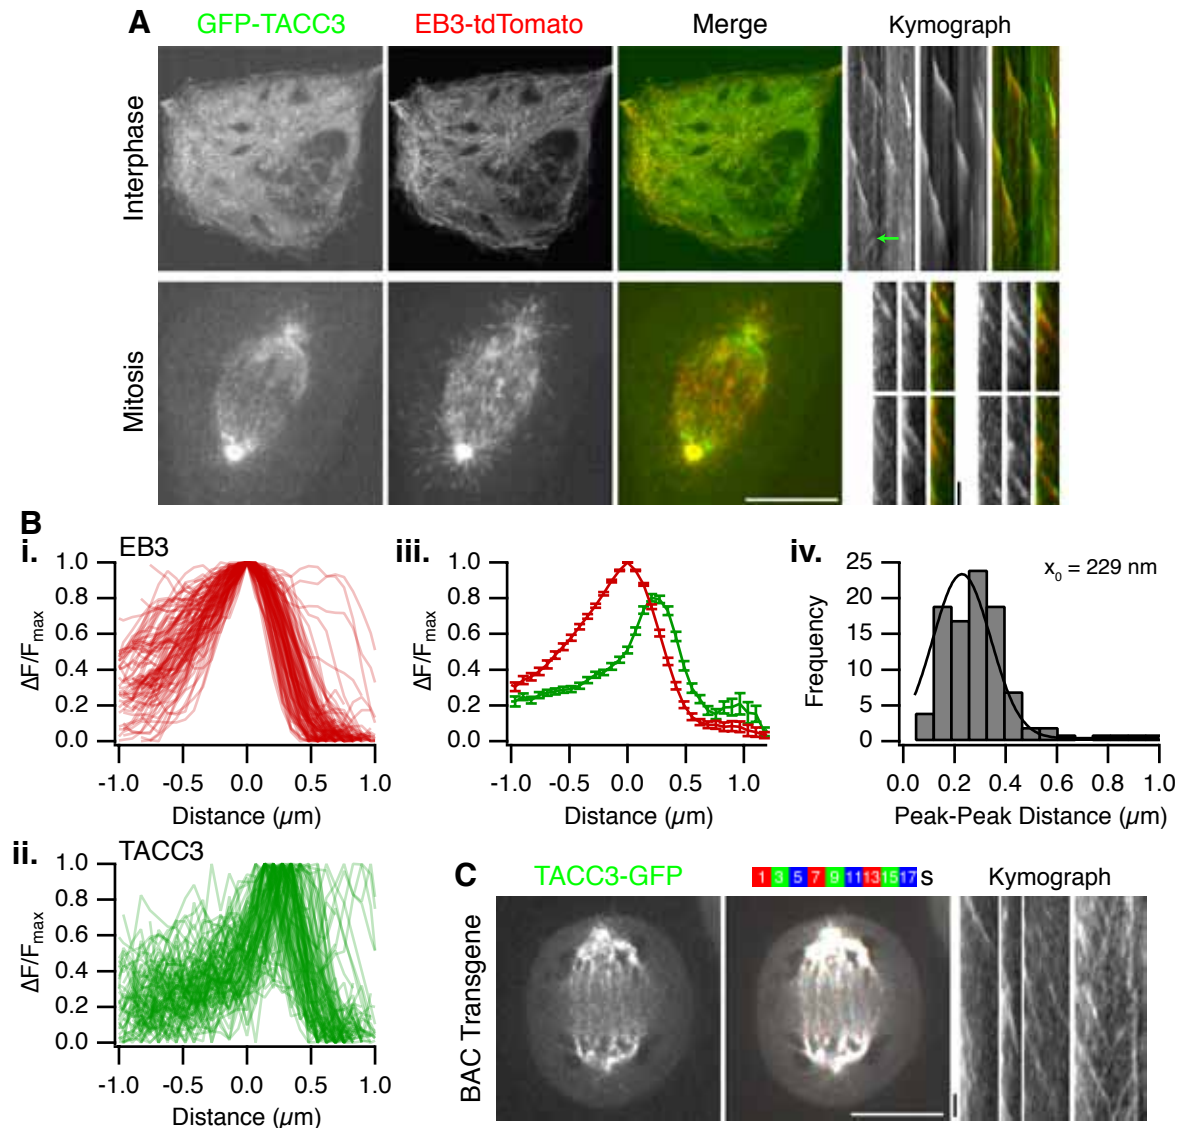 A
GFP-TACC3 EB3-tdTomato Merge Kymograph
Interphase
Mitosis
B
i. EB3
ΔF/Fmax
1.0
0.8
0.6
0.4
0.2
0.0
-1.0 -0.5 0.0 0.5 1.0
Distance (µm)
iii.
ΔF/Fmax
1.0
0.8
0.6
0.4
0.2
0.0
-1.0 -0.5 0.0 0.5 1.0
Distance (µm)
iv.
x0 = 229 nm
Frequency
25
20
15
10
5
0
0.0 0.2 0.4 0.6 0.8 1.0
Peak-Peak Distance (µm)
ii. TACC3
ΔF/Fmax
1.0
0.8
0.6
0.4
0.2
0.0
-1.0 -0.5 0.0 0.5 1.0
Distance (µm)
C
TACC3-GFP 1 3 5 7 9 11 13 15 17 s Kymograph
BAC Transgene